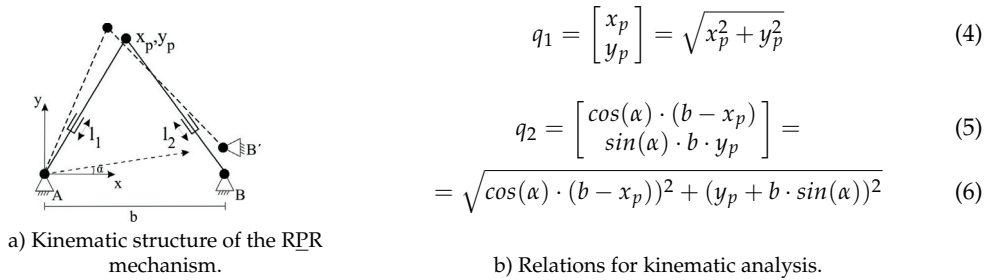 x_p,y_p
y
l_1
l_2
B′
α
A
x
B
b
a) Kinematic structure of the RPR
mechanism.
q_1 = [x_p y_p] = √(x_p^2 + y_p^2) (4)
q_2 = [cos(α) · (b − x_p) sin(α) · b · y_p] = (5)
= √(cos(α) · (b − x_p))^2 + (y_p + b · sin(α))^2 (6)
b) Relations for kinematic analysis.